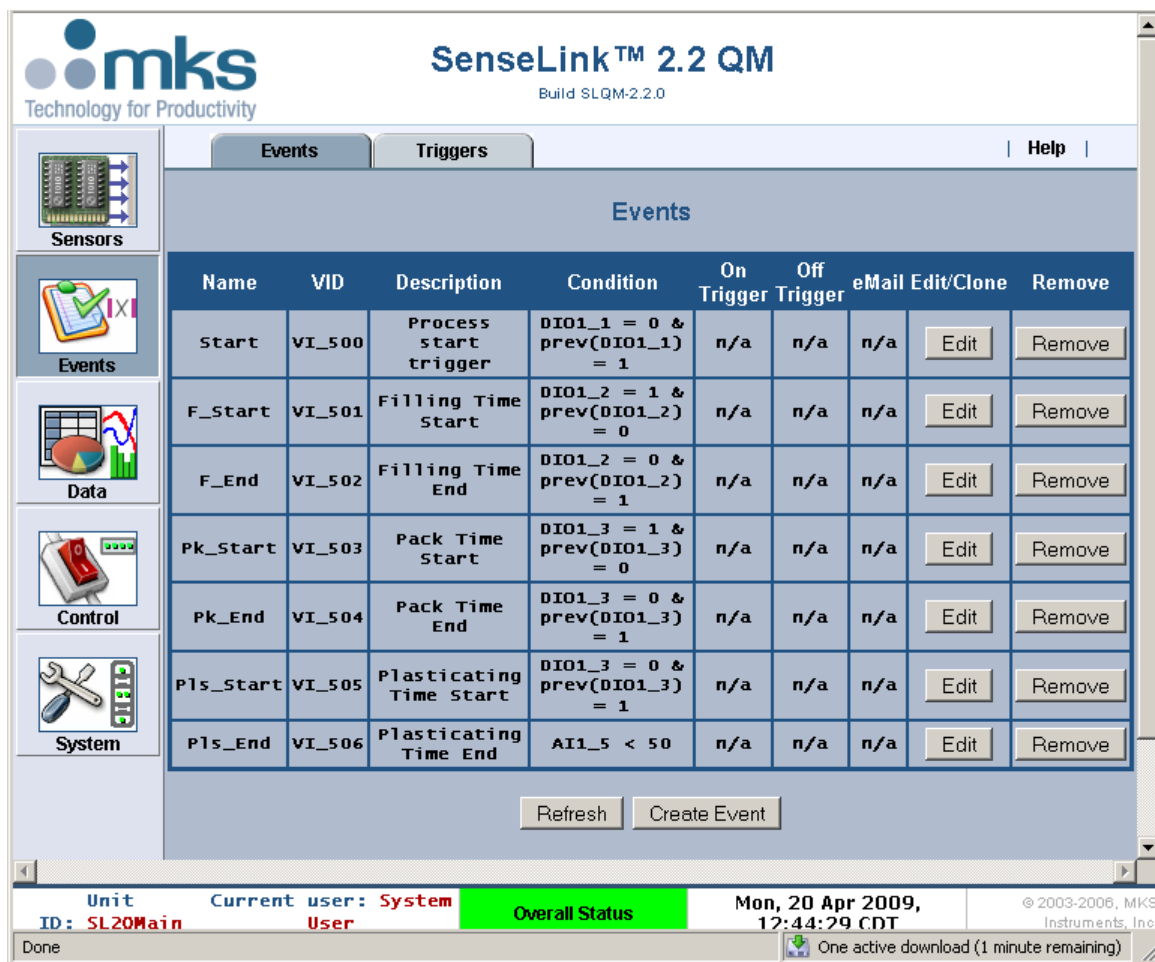 mks
Technology for Productivity
SenseLink™ 2.2 QM
Build SLQM-2.2.0
Events
Triggers
| Help |
Sensors
Events
Data
Control
System
Events
Name VID Description Condition On Trigger Off Trigger eMail Edit/Clone Remove
Start VI_500 Process start trigger DIO1_1 = 0 & prev(DIO1_1) = 1 n/a n/a n/a Edit Remove
F_Start VI_501 Filling Time Start DIO1_2 = 1 & prev(DIO1_2) = 0 n/a n/a n/a Edit Remove
F_End VI_502 Filling Time End DIO1_2 = 0 & prev(DIO1_2) = 1 n/a n/a n/a Edit Remove
Pk_Start VI_503 Pack Time Start DIO1_3 = 1 & prev(DIO1_3) = 0 n/a n/a n/a Edit Remove
Pk_End VI_504 Pack Time End DIO1_3 = 0 & prev(DIO1_3) = 1 n/a n/a n/a Edit Remove
Pls_Start VI_505 Plasticating Time Start DIO1_3 = 0 & prev(DIO1_3) = 1 n/a n/a n/a Edit Remove
Pls_End VI_506 Plasticating Time End AI1_5 < 50 n/a n/a n/a Edit Remove
Refresh
Create Event
Unit
ID: SL2OMain
Current user: System
User
Overall Status
Mon, 20 Apr 2009,
12:44:29 CDT
© 2003-2006, MKS
Instruments, Inc
Done
One active download (1 minute remaining)